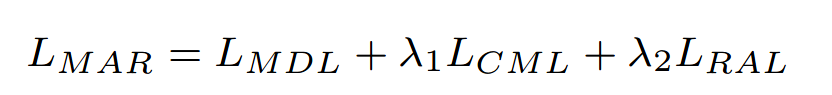 L_{MAR} = L_{MDL} + λ_1 L_{CML} + λ_2 L_{RAL}